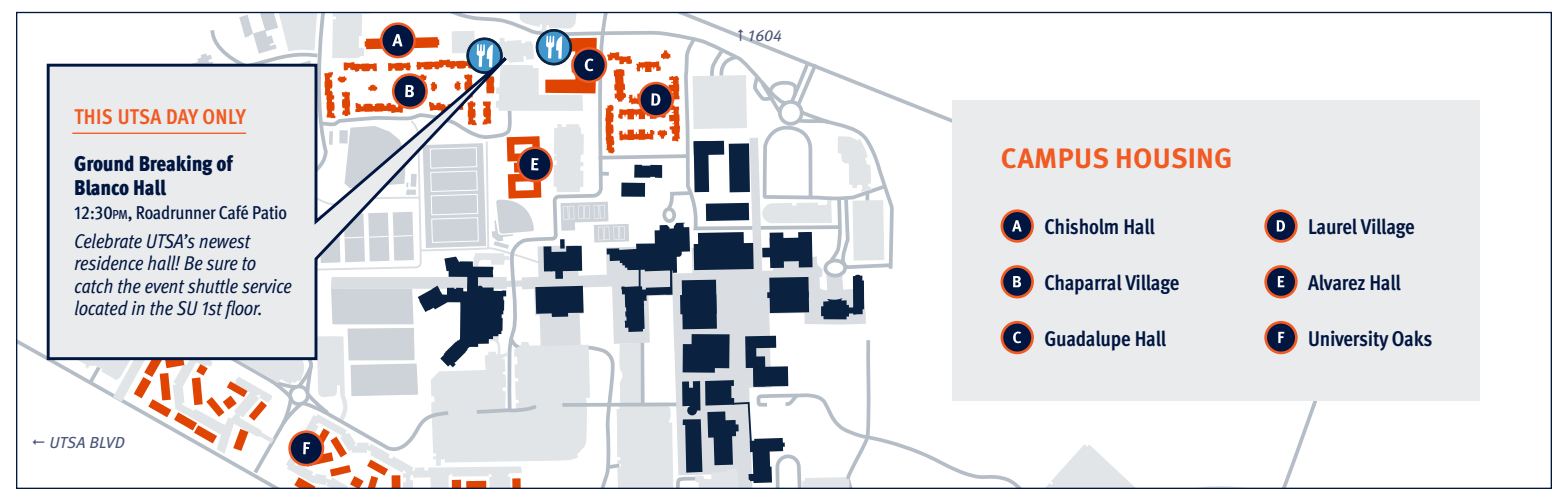 ↑ 1604
A
B
C
D
E
THIS UTSA DAY ONLY
Ground Breaking of
Blanco Hall
12:30PM, Roadrunner Café Patio
Celebrate UTSA’s newest
residence hall! Be sure to
catch the event shuttle service
located in the SU 1st floor.
← UTSA BLVD
F
CAMPUS HOUSING
A Chisholm Hall
B Chaparral Village
C Guadalupe Hall
D Laurel Village
E Alvarez Hall
F University Oaks